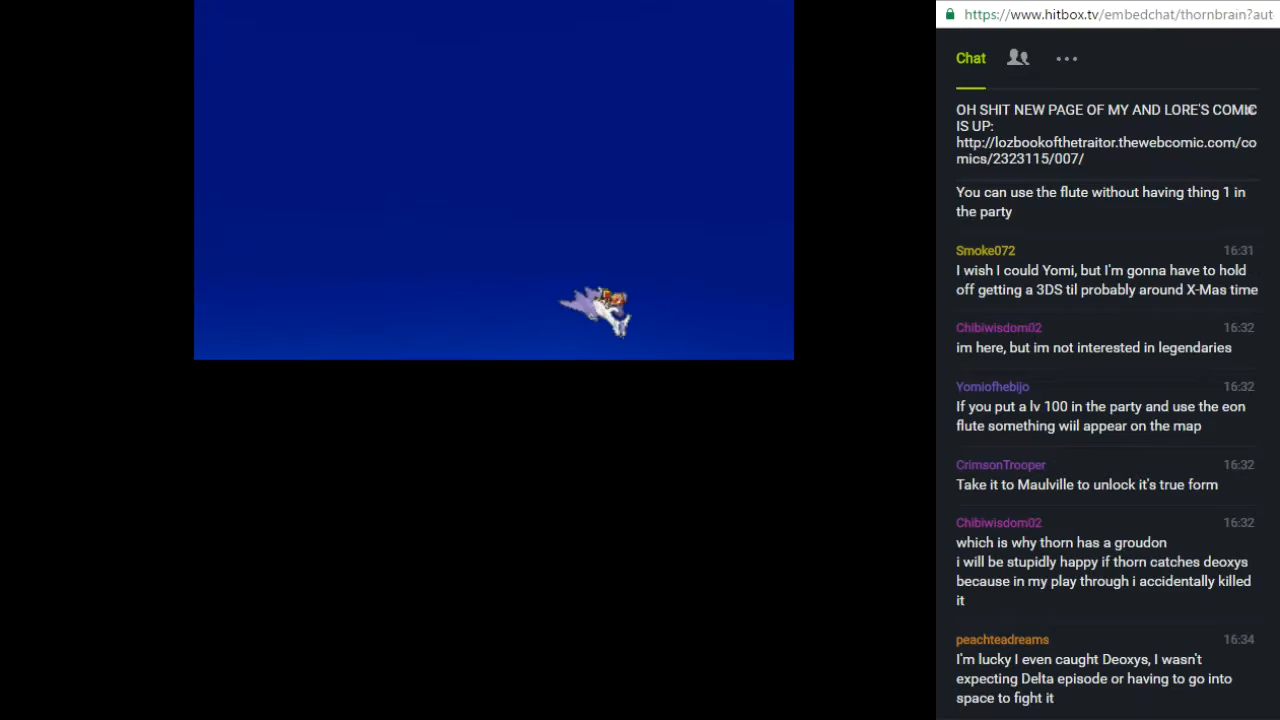 https://www.hitbox.tv/embedchat/thornbrain?aut
Chat
OH SHIT NEW PAGE OF MY AND LORE'S COMIC
IS UP:
http://lozbookofthetraitor.thewebcomic.com/co
mics/2323115/007/
You can use the flute without having thing 1 in
the party
Smoke072 16:31
I wish I could Yomi, but I'm gonna have to hold
off getting a 3DS til probably around X-Mas time
Chibiwisdom02 16:32
im here, but im not interested in legendaries
Yomiofhebijo 16:32
If you put a lv 100 in the party and use the eon
flute something wiil appear on the map
CrimsonTrooper 16:32
Take it to Maulville to unlock it's true form
Chibiwisdom02 16:32
which is why thorn has a groudon
i will be stupidly happy if thorn catches deoxys
because in my play through i accidentally killed
it
peachteadreams 16:34
I'm lucky I even caught Deoxys, I wasn't
expecting Delta episode or having to go into
space to fight it